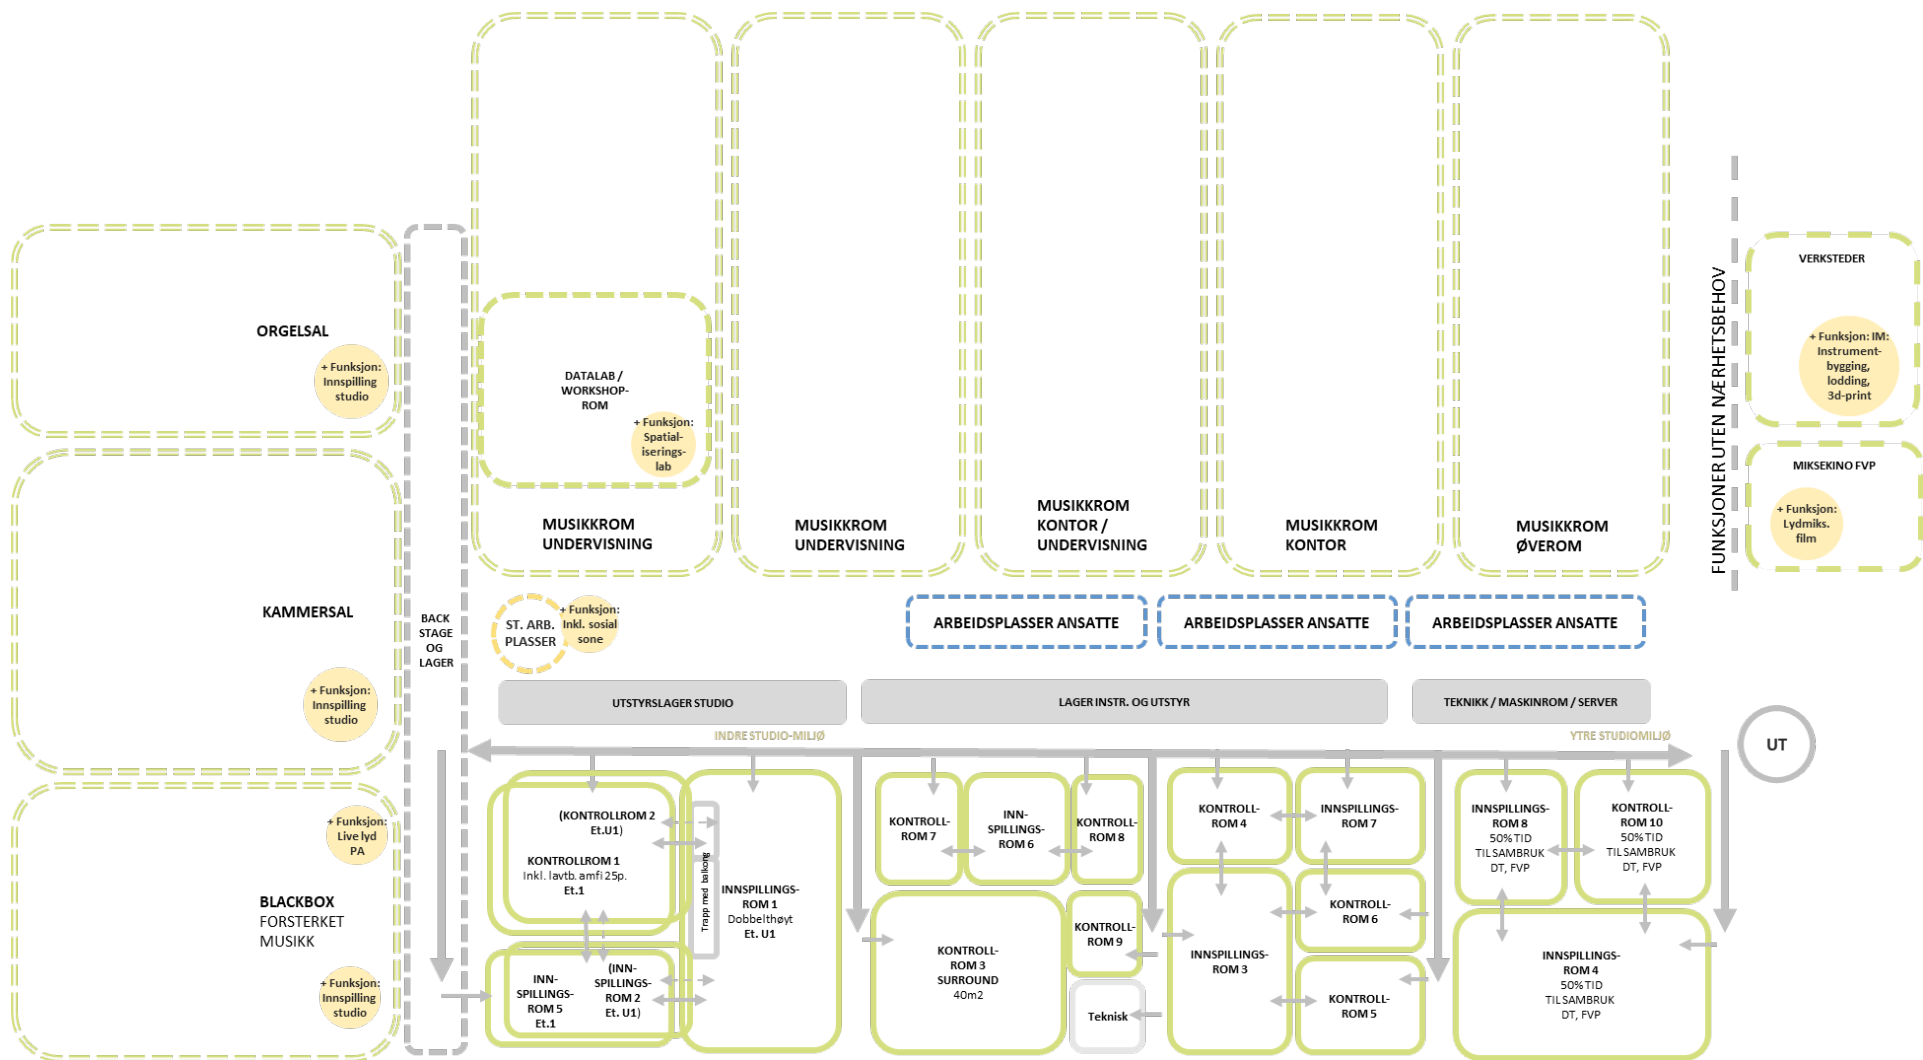 ORGELSAL
+ Funksjon:
Innspilling
studio
KAMMERSAL
+ Funksjon:
Innspilling
studio
+ Funksjon:
Live lyd
PA
BLACKBOX
FORSTERKET
MUSIKK
+ Funksjon:
Innspilling
studio
BACK
STAGE
OG
LAGER
DATALAB /
WORKSHOP-
ROM
+ Funksjon:
Spatial-
iserings-
lab
MUSIKKROM
UNDERVISNING
MUSIKKROM
UNDERVISNING
MUSIKKROM
KONTOR /
UNDERVISNING
MUSIKKROM
KONTOR
MUSIKKROM
ØVEROM
FUNKSJONER UTEN NÆRHETSBEHOV
VERKSTEDER
+ Funksjon: IM:
Instrument-
bygging,
lodding,
3d-print
MIKSEKINO FVP
+ Funksjon:
Lydmiks.
film
ST. ARB.
PLASSER
+ Funksjon:
Inkl. sosial
sone
ARBEIDSPLASSER ANSATTE
ARBEIDSPLASSER ANSATTE
ARBEIDSPLASSER ANSATTE
UTSTYRSLAGER STUDIO
LAGER INSTR. OG UTSTYR
TEKNIKK / MASKINROM / SERVER
INDRE STUDIO-MILJØ
YTRE STUDIOMILJØ
UT
(KONTROLLROM 2
Et.U1)
KONTROLLROM 1
Inkl. lavtb. amfi 25p.
Et.1
Trapp med balkong
INNSPILLINGS-
ROM 1
Dobbelthøyt
Et. U1
INN-
SPILLINGS-
ROM 5
Et.1
(INN-
SPILLINGS-
ROM 2
Et. U1)
KONTROLL-
ROM 7
INN-
SPILLINGS-
ROM 6
KONTROLL-
ROM 8
KONTROLL-
ROM 3
SURROUND
40m2
KONTROLL-
ROM 9
Teknisk
KONTROLL-
ROM 4
INNSPILLINGS-
ROM 7
INNSPILLINGS-
ROM 3
KONTROLL-
ROM 6
KONTROLL-
ROM 5
INNSPILLINGS-
ROM 8
50% TID
TIL SAMBRUK
DT, FVP
KONTROLL-
ROM 10
50% TID
TIL SAMBRUK
DT, FVP
INNSPILLINGS-
ROM 4
50% TID
TIL SAMBRUK
DT, FVP